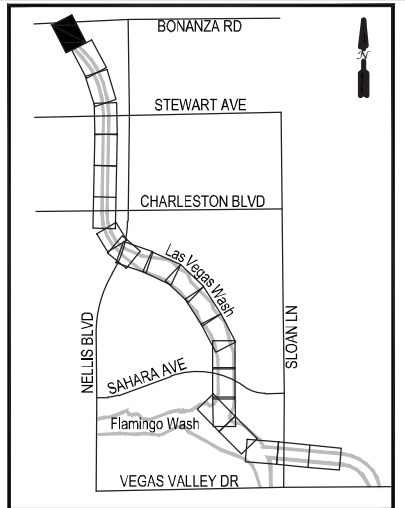 BONANZA RD
N
STEWART AVE
CHARLESTON BLVD
Las Vegas Wash
NELLIS BLVD
SLOAN LN
SAHARA AVE
Flamingo Wash
VEGAS VALLEY DR